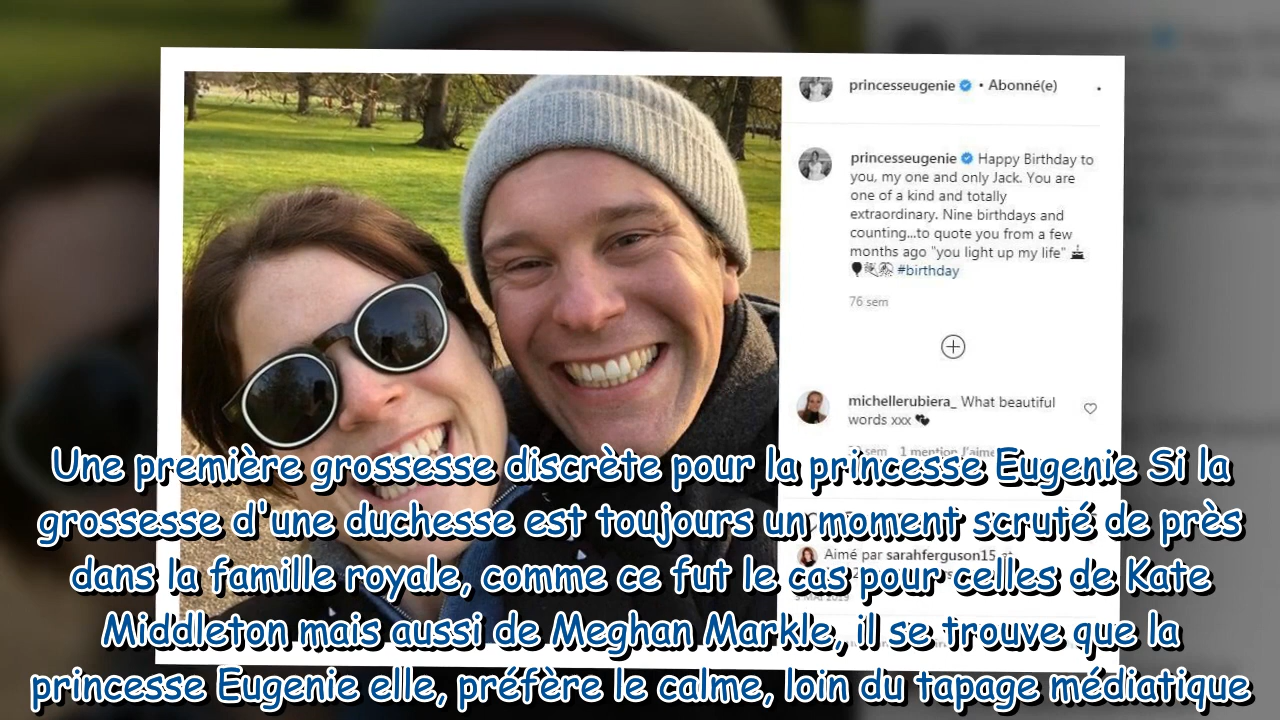 princesseugenie • Abonné(e)
princesseugenie Happy Birthday to
you, my one and only Jack. You are
one of a kind and totally
extraordinary. Nine birthdays and
counting...to quote you from a few
months ago "you light up my life"
#birthday
76 sem
michellerubiera_ What beautiful
words xxx
sem 1 mention J'aime
Une première grossesse discrète pour la princesse Eugenie Si la
grossesse d'une duchesse est toujours un moment scruté de près
Aimé par sarahferguson15 et
dans la famille royale, comme ce fut le cas pour celles de Kate
Middleton mais aussi de Meghan Markle, il se trouve que la
princesse Eugenie elle, préfère le calme, loin du tapage médiatique